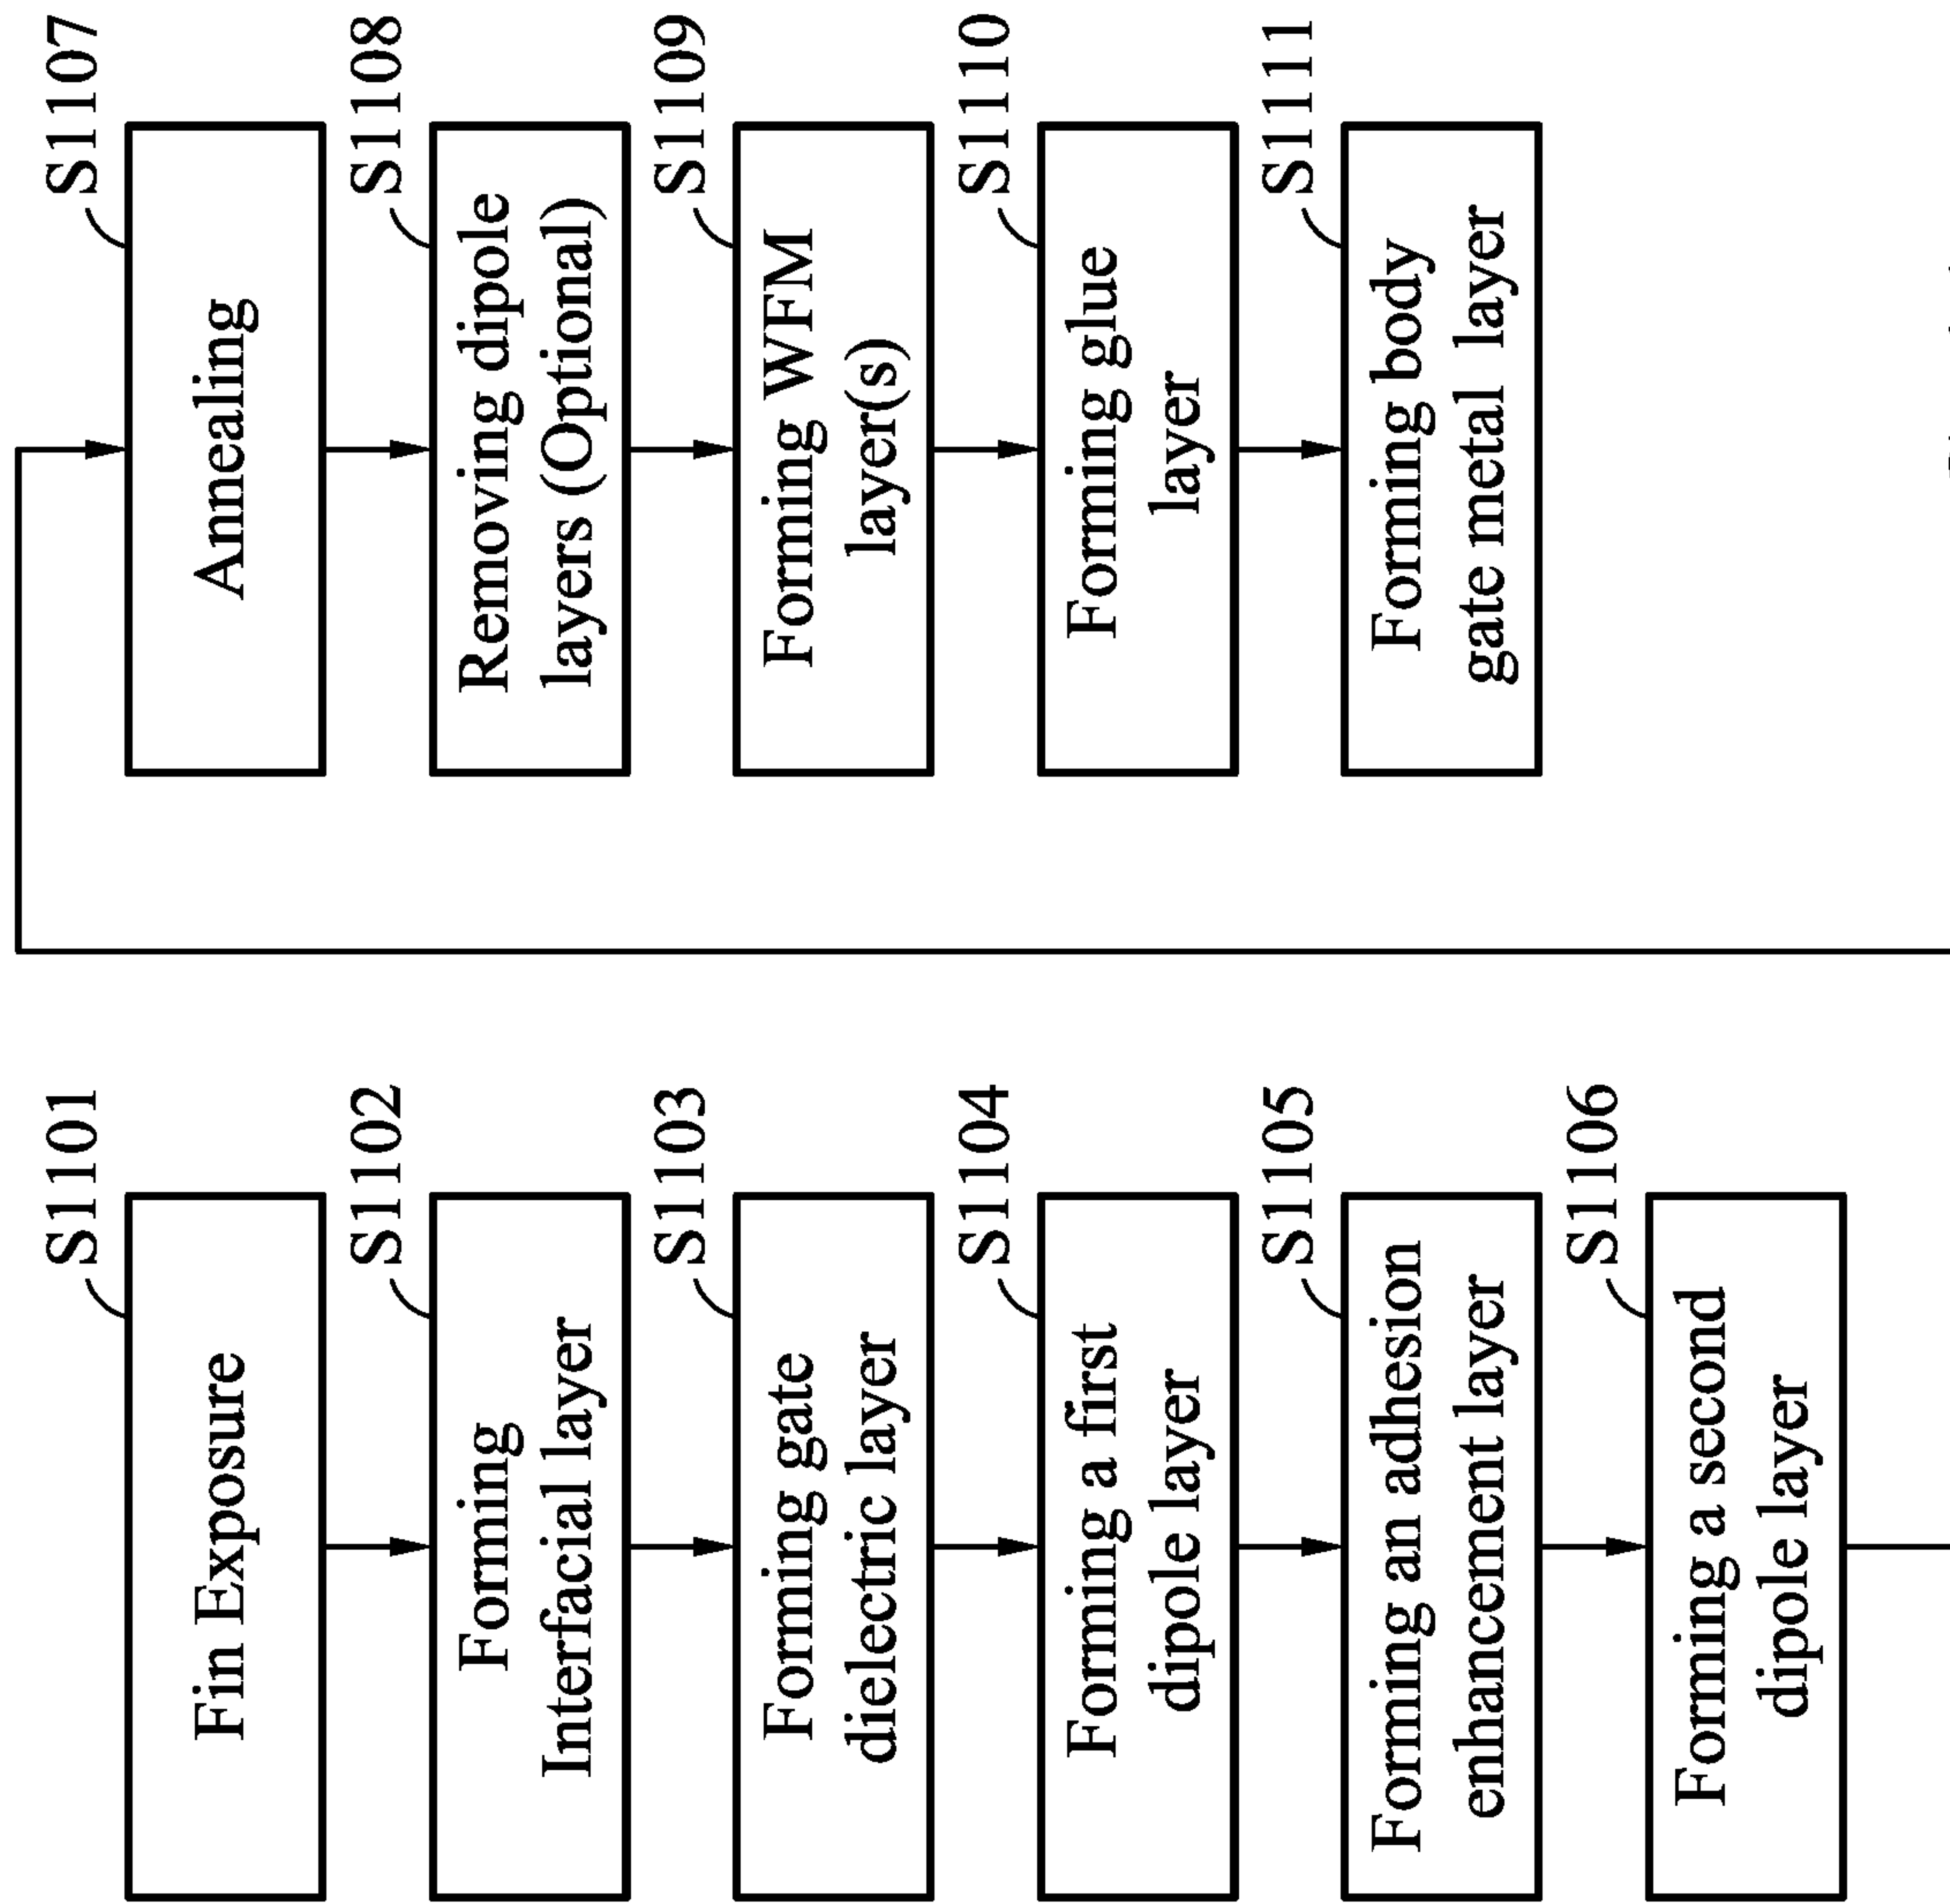 S1101
Fin Exposure
S1102
Forming
Interfacial layer
S1103
Forming gate
dielectric layer
S1104
Forming a first
dipole layer
S1105
Forming an adhesion
enhancement layer
S1106
Forming a second
dipole layer
S1107
Annealing
S1108
Removing dipole
layers (Optional)
S1109
Forming WFM
layer(s)
S1110
Forming glue
layer
S1111
Forming body
gate metal layer